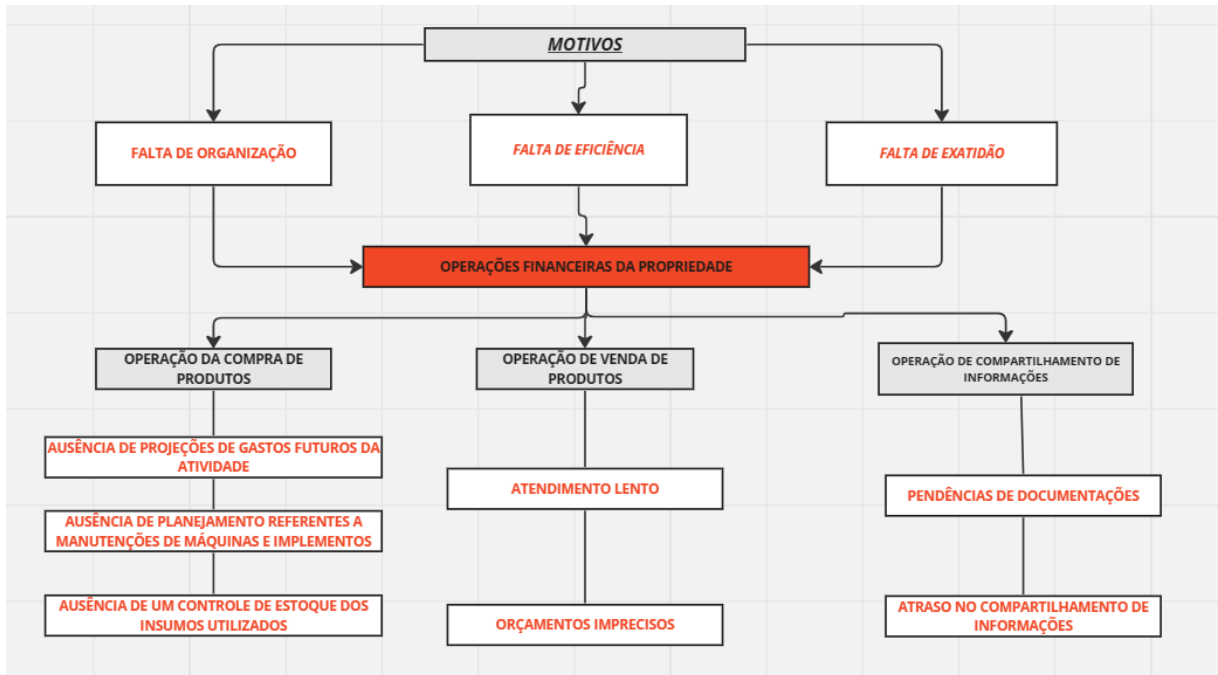 MOTIVOS
FALTA DE ORGANIZAÇÃO
FALTA DE EFICIÊNCIA
FALTA DE EXATIDÃO
OPERAÇÕES FINANCEIRAS DA PROPRIEDADE
OPERAÇÃO DA COMPRA DE
PRODUTOS
OPERAÇÃO DE VENDA DE
PRODUTOS
OPERAÇÃO DE COMPARTILHAMENTO DE
INFORMAÇÕES
AUSÊNCIA DE PROJEÇÕES DE GASTOS FUTUROS DA
ATIVIDADE
AUSÊNCIA DE PLANEJAMENTO REFERENTES A
MANUTENÇÕES DE MÁQUINAS E IMPLEMENTOS
AUSÊNCIA DE UM CONTROLE DE ESTOQUE DOS
INSUMOS UTILIZADOS
ATENDIMENTO LENTO
ORÇAMENTOS IMPRECISOS
PENDÊNCIAS DE DOCUMENTAÇÕES
ATRASO NO COMPARTILHAMENTO DE
INFORMAÇÕES